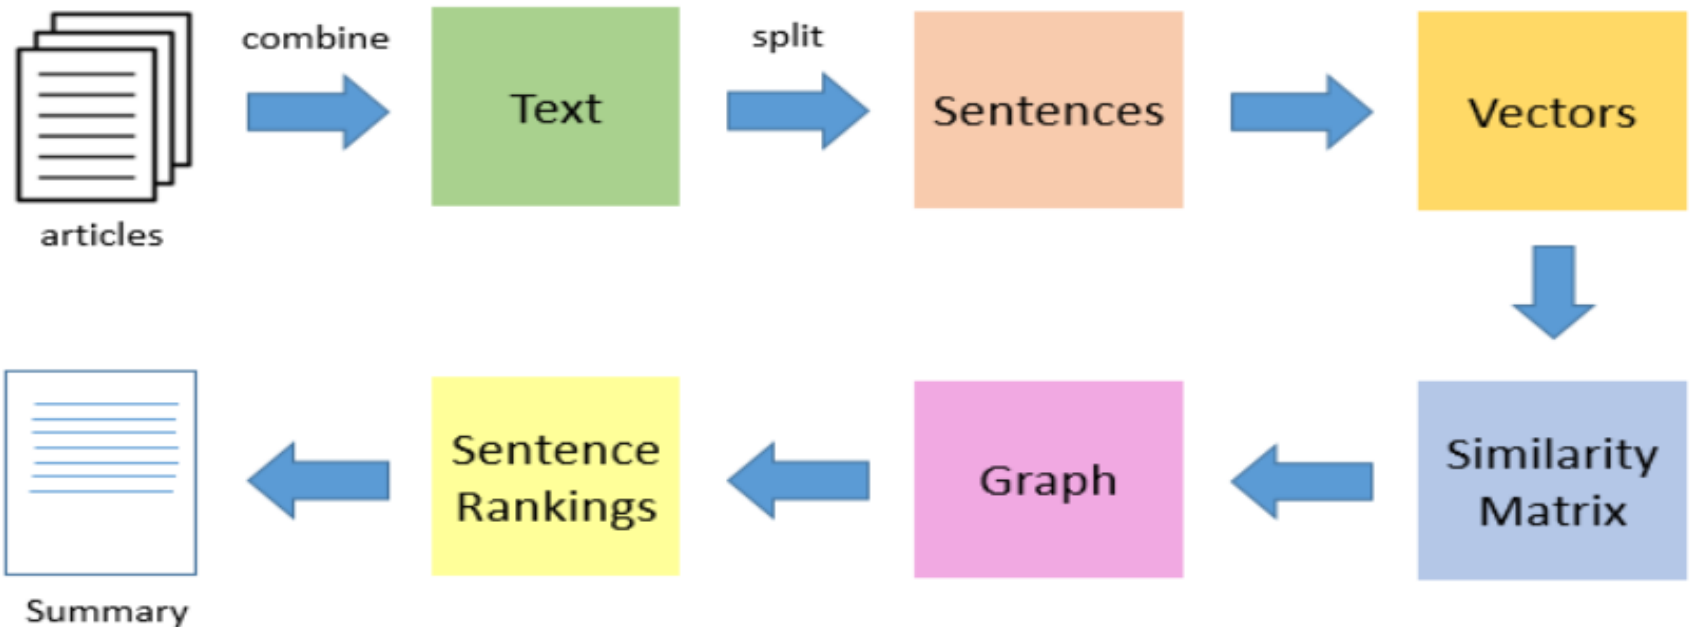 combine
split
Text
Sentences
Vectors
articles
Similarity
Matrix
Graph
Sentence
Rankings
Summary